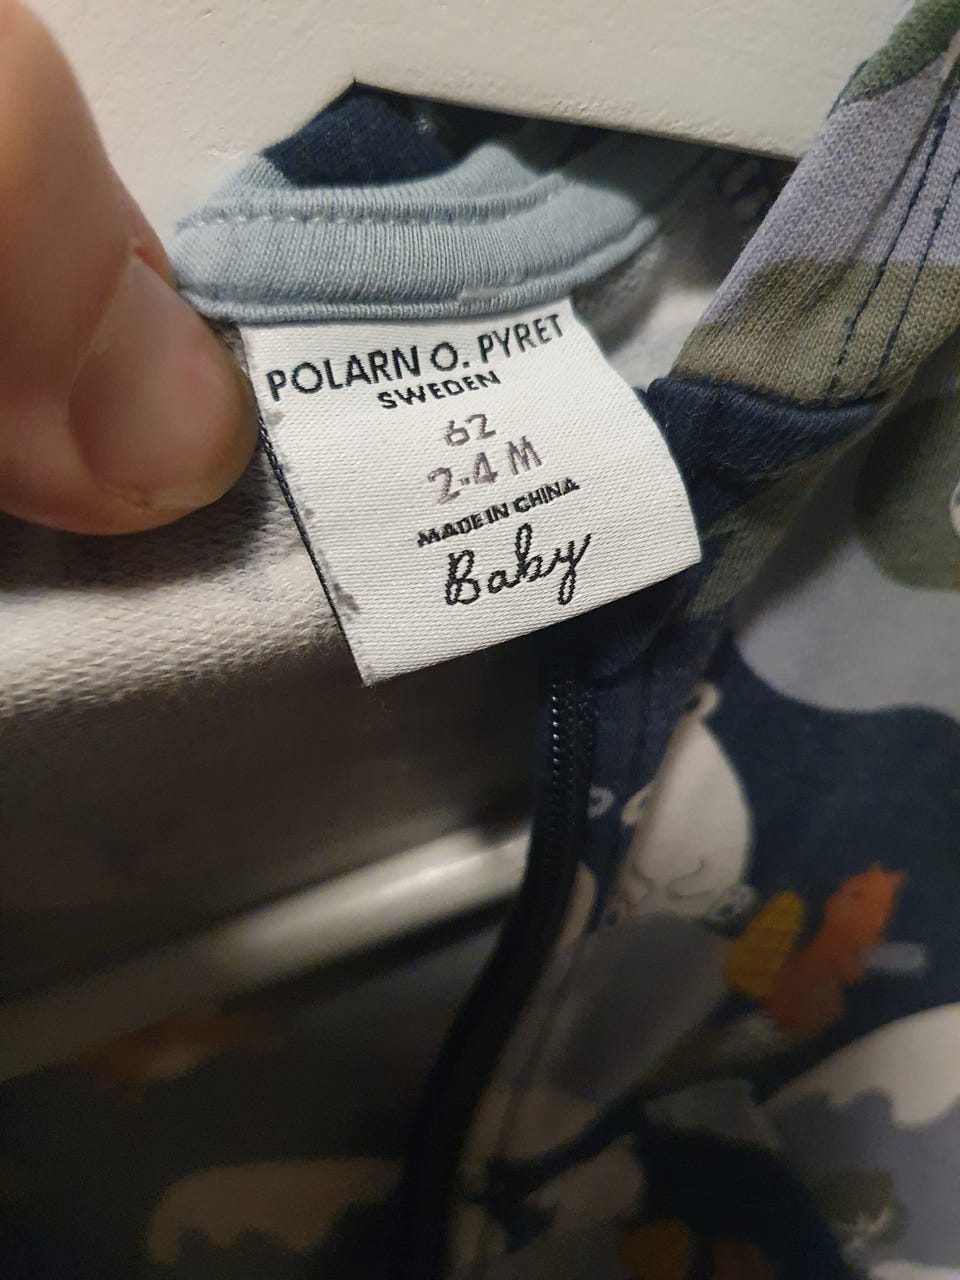 POLARN O. PYRET
SWEDEN
62
2-4 M
MADE IN CHINA
Baby